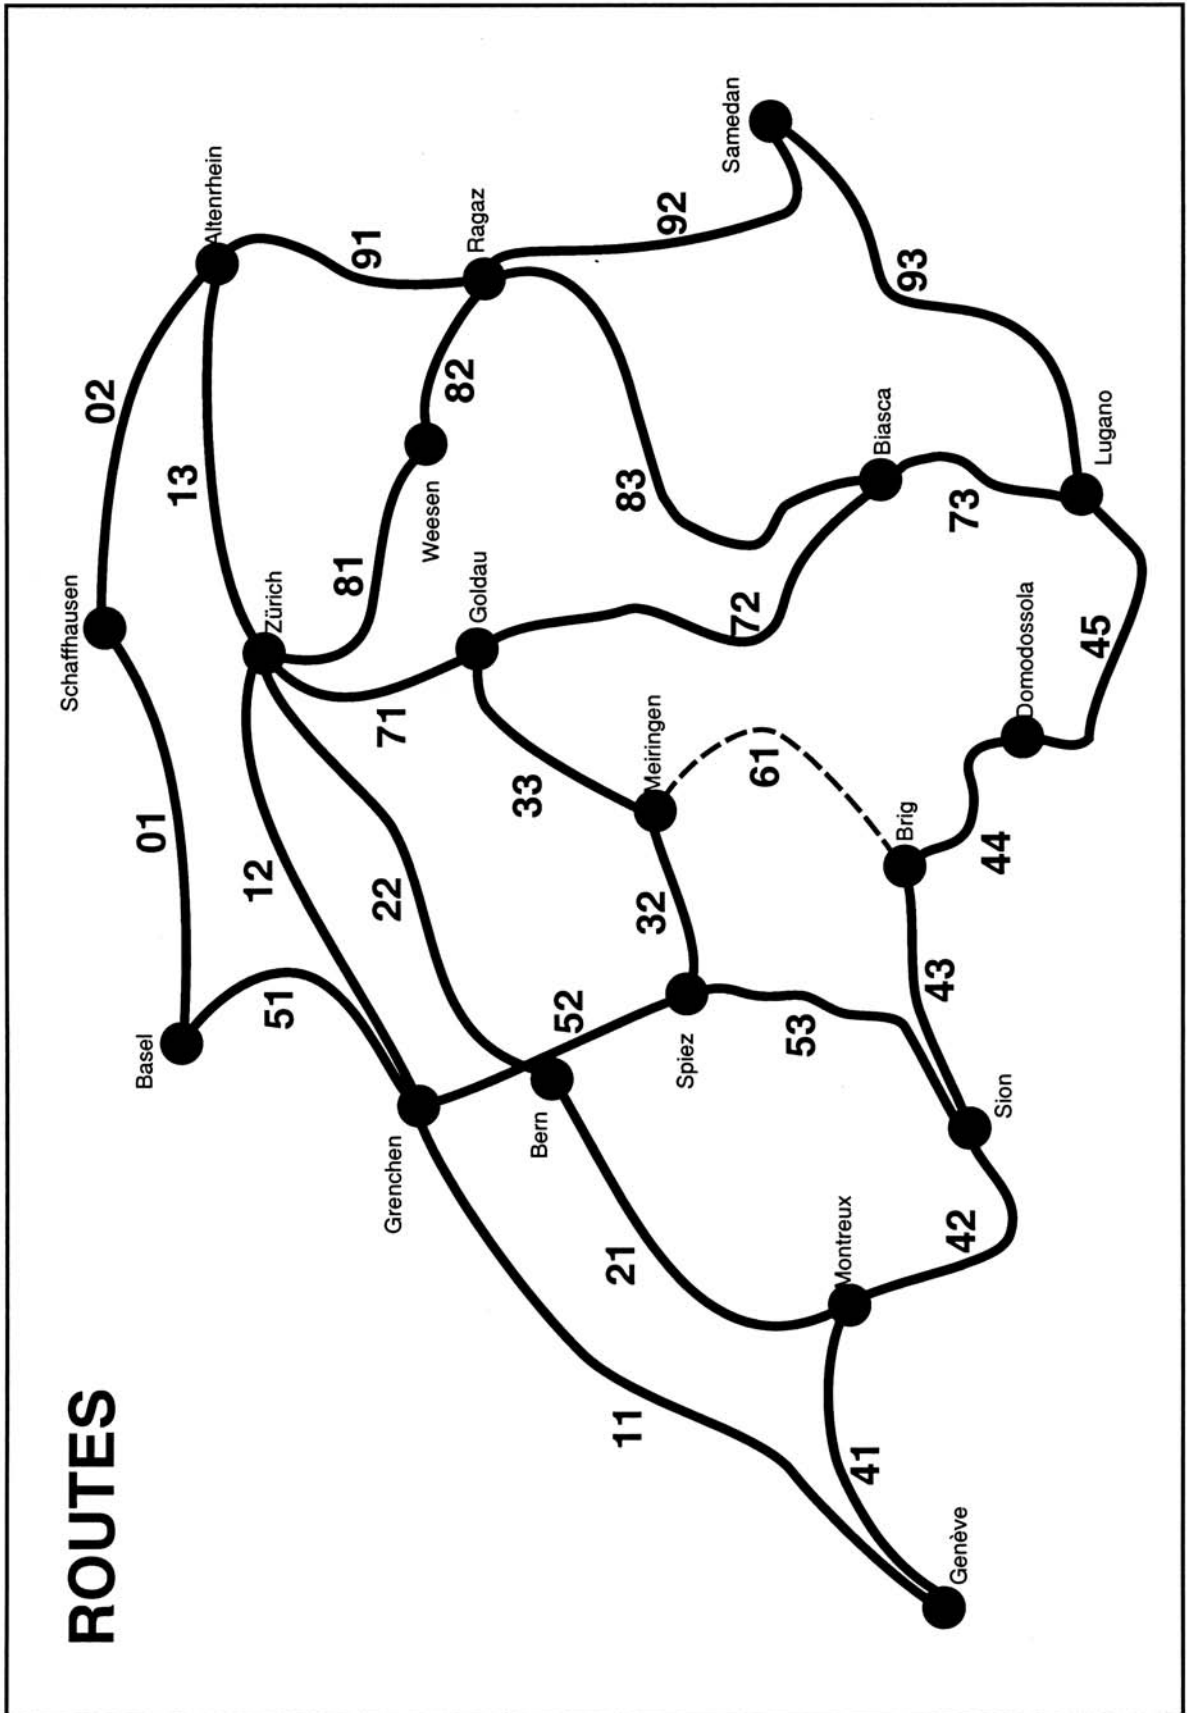 ROUTES
Schaffhausen
02
Altenrhein
01
13
Basel
12
Zürich
51
81
91
22
71
Weesen
82
Ragaz
Grenchen
Goldau
92
Samedan
Bern
52
33
83
11
21
32
Meiringen
72
Spiez
61
53
Biasca
93
Montreux
Brig
41
42
43
73
Genève
Sion
44
Domodossola
45
Lugano